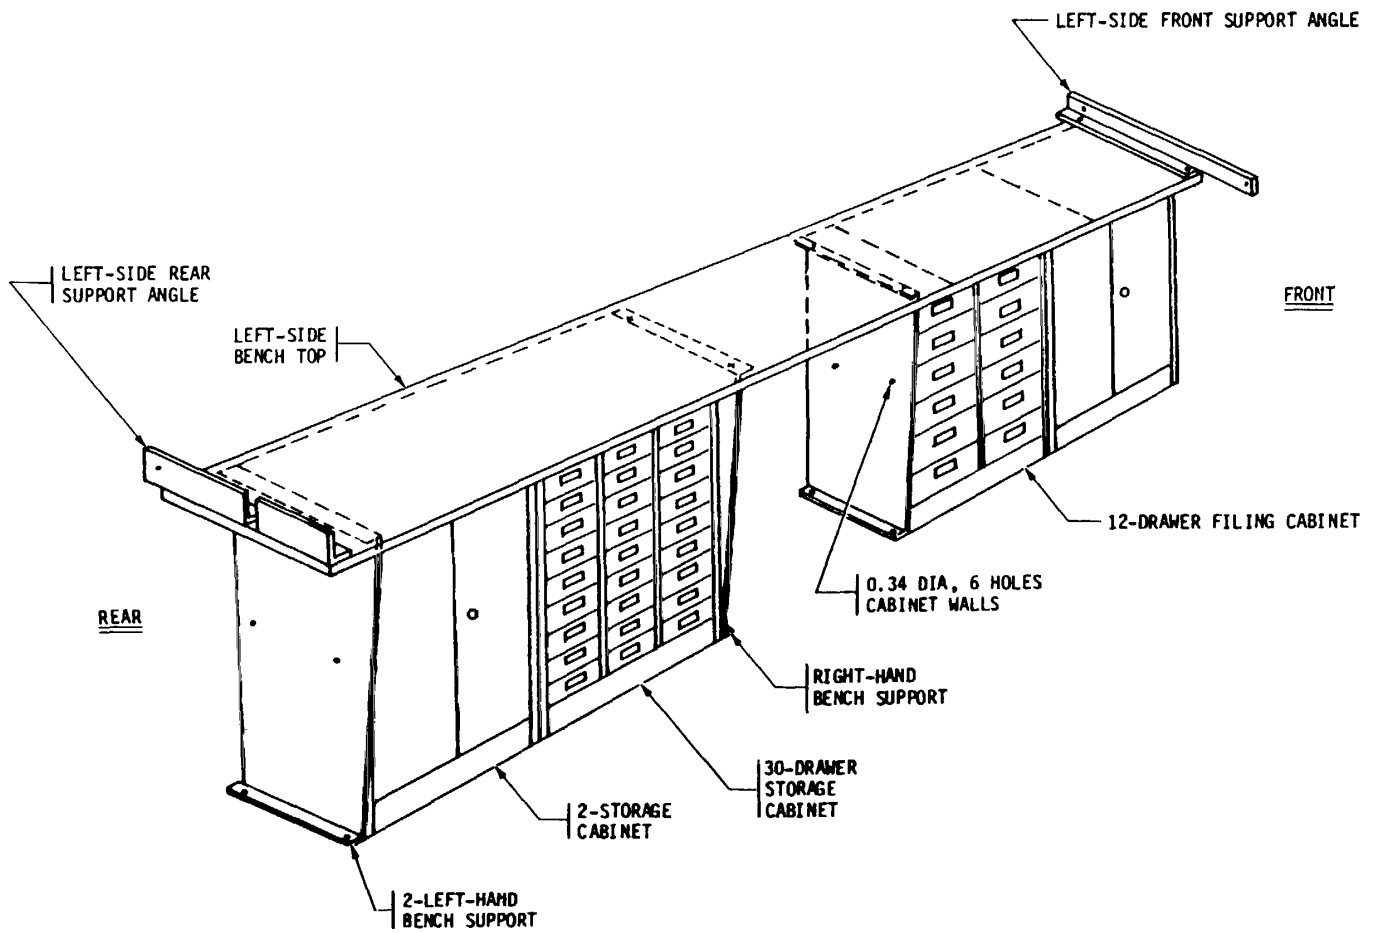 LEFT-SIDE FRONT SUPPORT ANGLE
LEFT-SIDE REAR
SUPPORT ANGLE
FRONT
LEFT-SIDE
BENCH TOP
12-DRAWER FILING CABINET
0.34 DIA, 6 HOLES
CABINET WALLS
REAR
RIGHT-HAND
BENCH SUPPORT
30-DRAWER
STORAGE
CABINET
2-STORAGE
CABINET
2-LEFT-HAND
BENCH SUPPORT